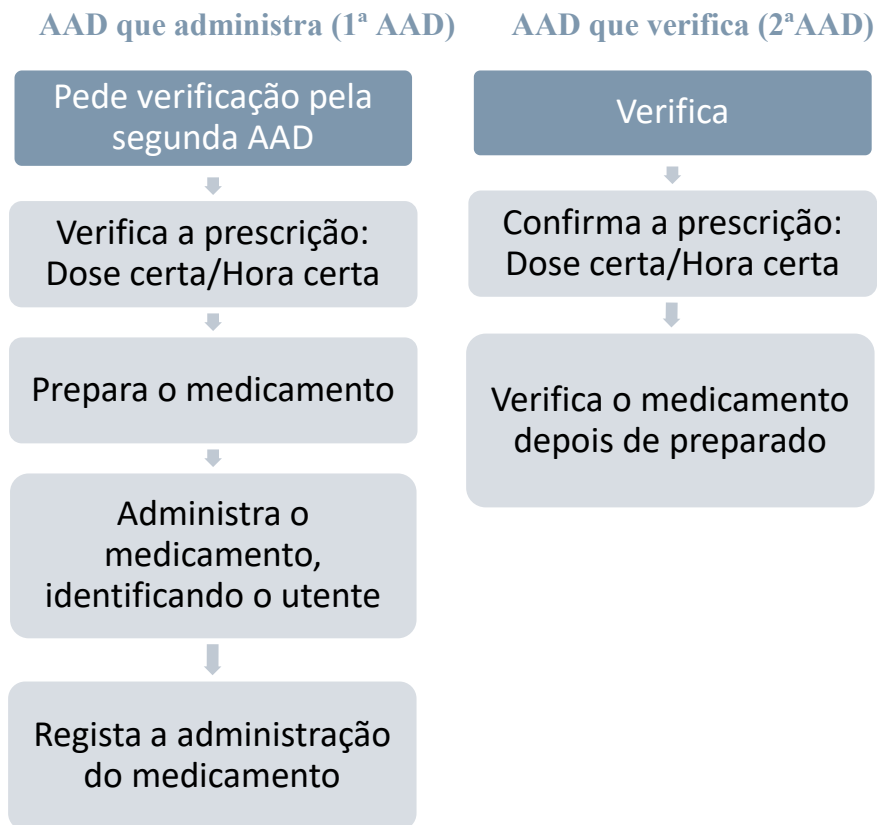 AAD que administra (1ª AAD)
AAD que verifica (2ªAAD)
Pede verificação pela
segunda AAD
Verifica a prescrição:
Dose certa/Hora certa
Prepara o medicamento
Administra o
medicamento,
identificando o utente
Regista a administração
do medicamento
Verifica
Confirma a prescrição:
Dose certa/Hora certa
Verifica o medicamento
depois de preparado